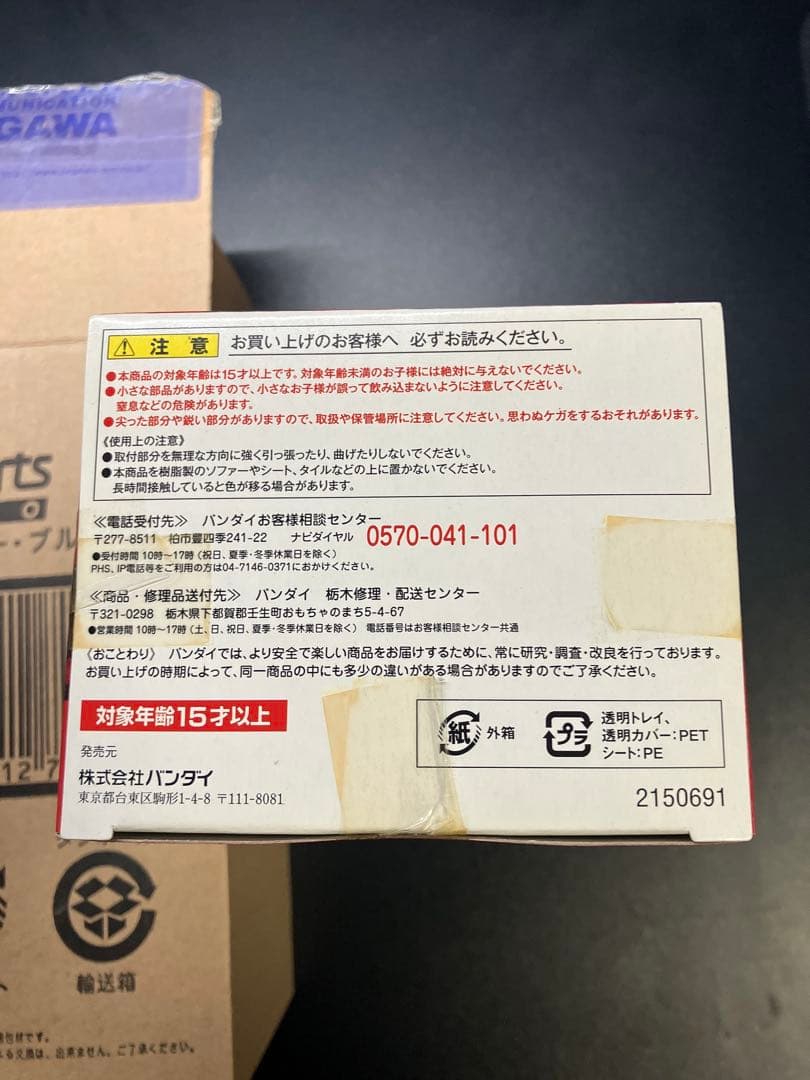 MUNICATION
GAWA
rts
・ブル
注意 お買い上げのお客様へ 必ずお読みください。
●本商品の対象年齢は15才以上です。対象年齢未満のお子様には絶対に与えないでください。
●小さな部品がありますので、小さなお子様が誤って飲み込まないように注意してください。
窒息などの危険があります。
●尖った部分や鋭い部分がありますので、取扱や保管場所に注意してください。思わぬケガをするおそれがあります。
《使用上の注意》
●取付部分を無理な方向に強く引っ張ったり、曲げたりしないでください。
●本商品を樹脂製のソファーやシート、タイルなどの上に置かないでください。
長時間接触していると色が移る場合があります。
≪電話受付先≫ バンダイお客様相談センター
〒277-8511 柏市豊四季241-22 ナビダイヤル 0570-041-101
●受付時間 10時〜17時 (祝日、夏季・冬季休業日を除く)
PHS、IP電話等をご利用の方は04-7146-0371におかけください。
≪商品・修理品送付先≫ バンダイ 栃木修理・配送センター
〒321-0298 栃木県下都賀郡壬生町おもちゃのまち5-4-67
●営業時間 10時〜17時 (土、日、祝日、夏季・冬季休業日を除く) 電話番号はお客様相談センター共通
《おことわり》 バンダイでは、より安全で楽しい商品をお届けするために、常に研究・調査・改良を行っております。
お買い上げの時期によって、同一商品の中にも多少の違いがある場合がありますのでご了承ください。
対象年齢15才以上
発売元
株式会社バンダイ
東京都台東区駒形1-4-8 〒111-8081
紙 外箱
プラ 透明トレイ、
透明カバー:PET
シート:PE
2150691
12 7
輸送箱
包材です。
る交換は、出来ません。ご了承ください。